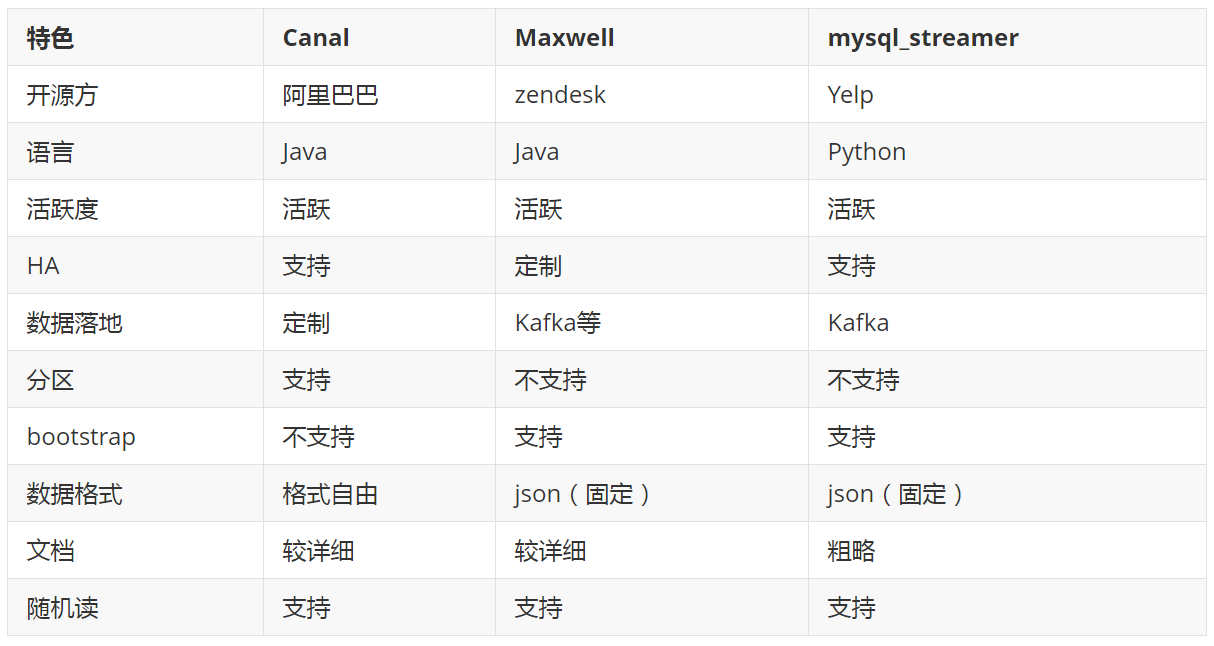 特色 Canal Maxwell mysql_streamer
开源方 阿里巴巴 zendesk Yelp
语言 Java Java Python
活跃度 活跃 活跃 活跃
HA 支持 定制 支持
数据落地 定制 Kafka等 Kafka
分区 支持 不支持 不支持
bootstrap 不支持 支持 支持
数据格式 格式自由 json（固定） json（固定）
文档 较详细 较详细 粗略
随机读 支持 支持 支持